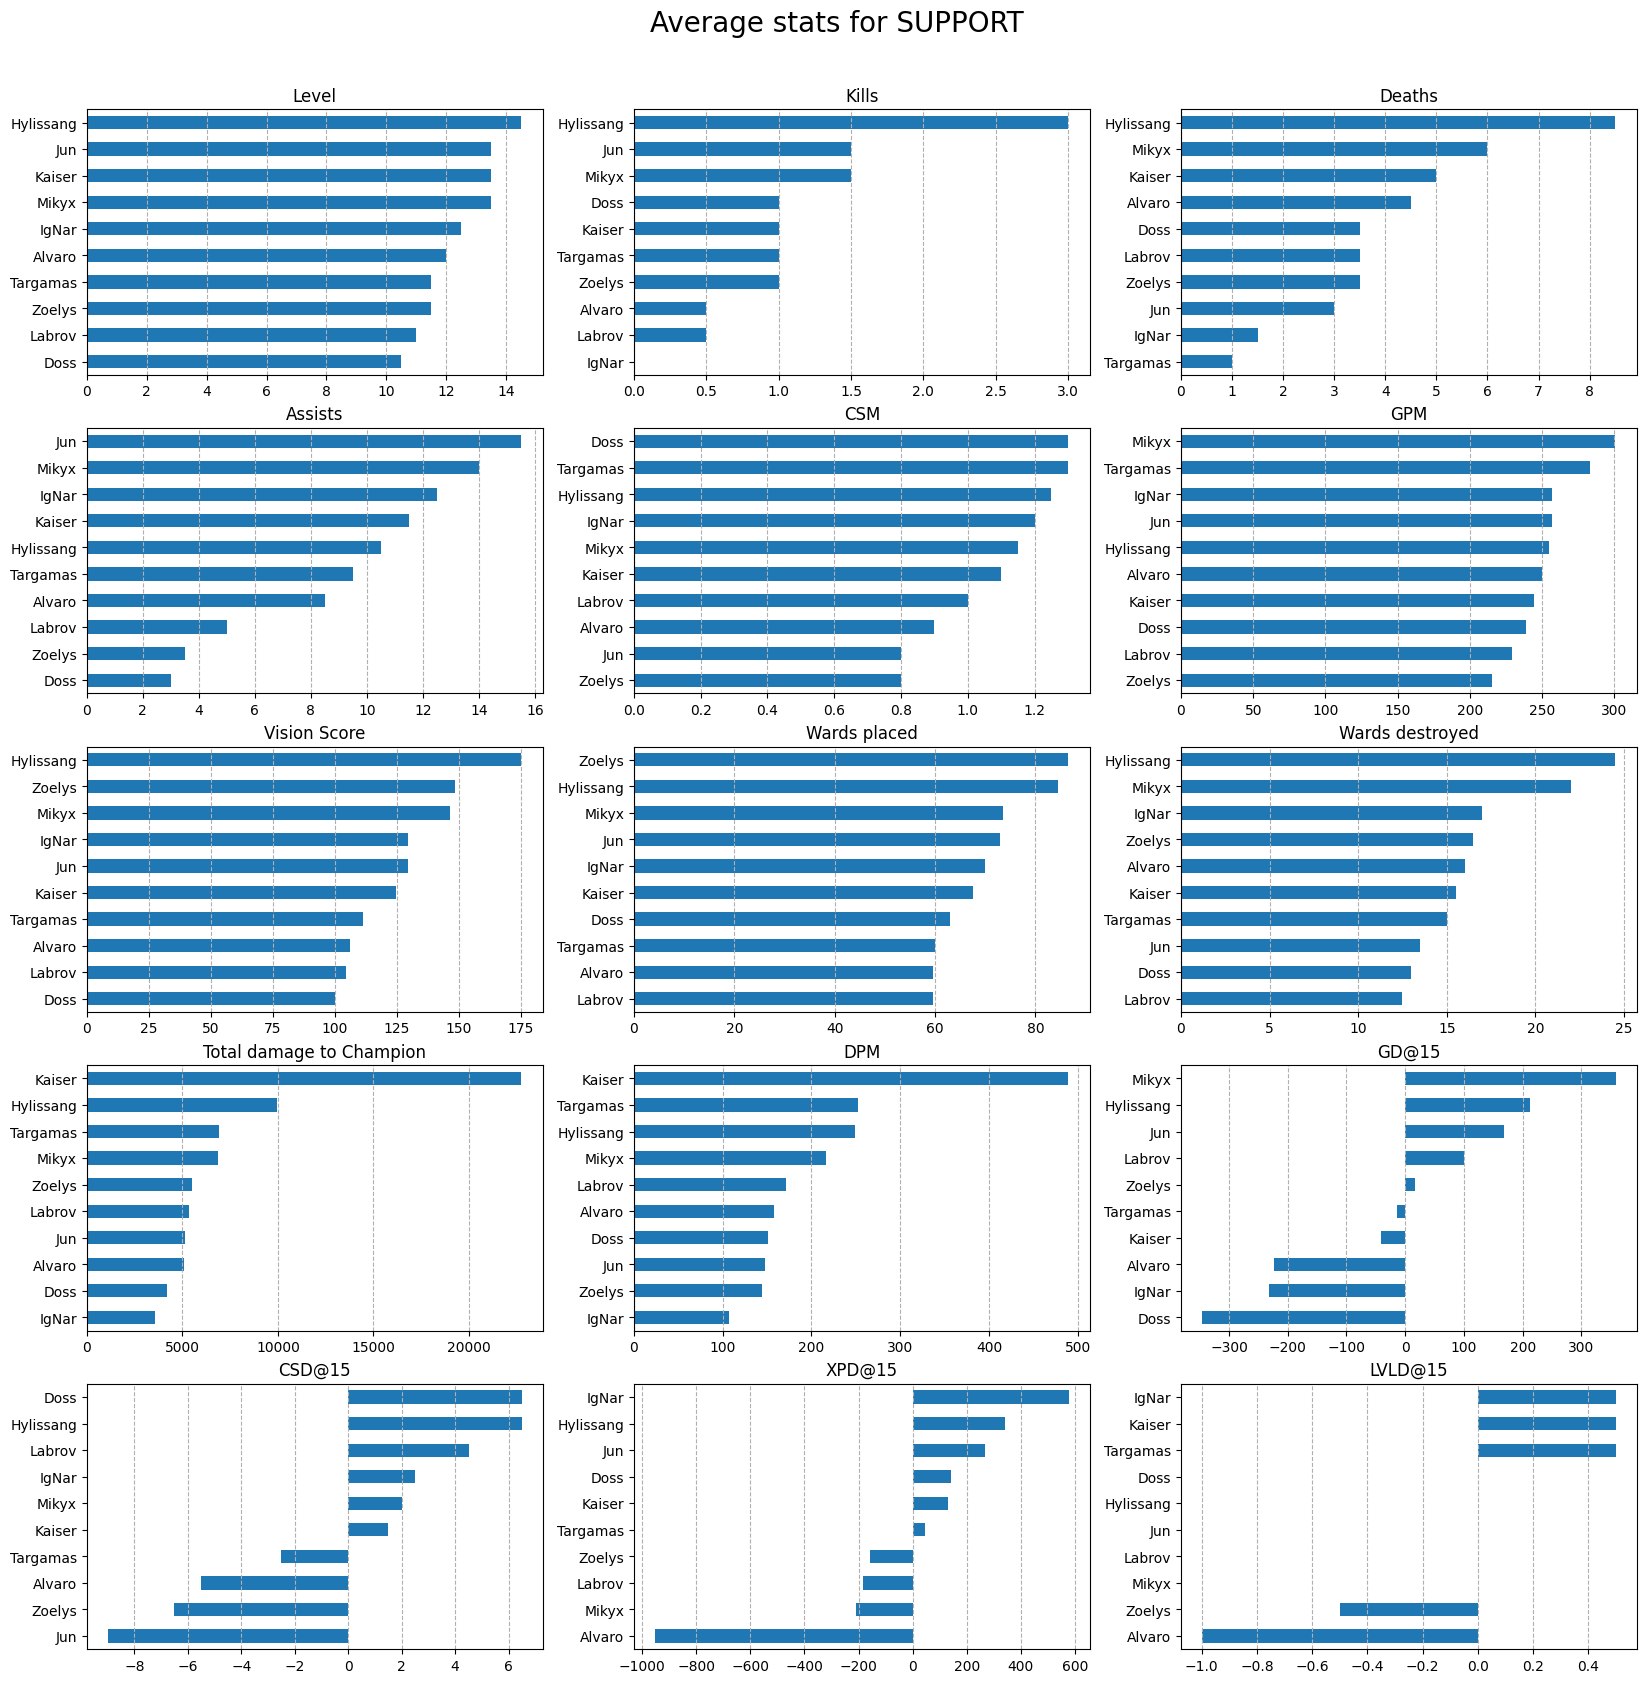 Average stats for SUPPORT
Level
Hylissang
Jun
Kaiser
Mikyx
IgNar
Alvaro
Targamas
Zoelys
Labrov
Doss
0 2 4 6 8 10 12 14
Kills
Hylissang
Jun
Mikyx
Doss
Kaiser
Targamas
Zoelys
Alvaro
Labrov
IgNar
0.0 0.5 1.0 1.5 2.0 2.5 3.0
Deaths
Hylissang
Mikyx
Kaiser
Alvaro
Doss
Labrov
Zoelys
Jun
IgNar
Targamas
0 1 2 3 4 5 6 7 8
Assists
Jun
Mikyx
IgNar
Kaiser
Hylissang
Targamas
Alvaro
Labrov
Zoelys
Doss
0 2 4 6 8 10 12 14 16
CSM
Doss
Targamas
Hylissang
IgNar
Mikyx
Kaiser
Labrov
Alvaro
Jun
Zoelys
0.0 0.2 0.4 0.6 0.8 1.0 1.2
GPM
Mikyx
Targamas
IgNar
Jun
Hylissang
Alvaro
Kaiser
Doss
Labrov
Zoelys
0 50 100 150 200 250 300
Vision Score
Hylissang
Zoelys
Mikyx
IgNar
Jun
Kaiser
Targamas
Alvaro
Labrov
Doss
0 25 50 75 100 125 150 175
Wards placed
Zoelys
Hylissang
Mikyx
Jun
IgNar
Kaiser
Doss
Targamas
Alvaro
Labrov
0 20 40 60 80
Wards destroyed
Hylissang
Mikyx
IgNar
Zoelys
Alvaro
Kaiser
Targamas
Jun
Doss
Labrov
0 5 10 15 20 25
Total damage to Champion
Kaiser
Hylissang
Targamas
Mikyx
Zoelys
Labrov
Jun
Alvaro
Doss
IgNar
0 5000 10000 15000 20000
DPM
Kaiser
Targamas
Hylissang
Mikyx
Labrov
Alvaro
Doss
Jun
Zoelys
IgNar
0 100 200 300 400 500
GD@15
Mikyx
Hylissang
Jun
Labrov
Zoelys
Targamas
Kaiser
Alvaro
IgNar
Doss
−300 −200 −100 0 100 200 300
CSD@15
Doss
Hylissang
Labrov
IgNar
Mikyx
Kaiser
Targamas
Alvaro
Zoelys
Jun
−8 −6 −4 −2 0 2 4 6
XPD@15
IgNar
Hylissang
Jun
Doss
Kaiser
Targamas
Zoelys
Labrov
Mikyx
Alvaro
−1000 −800 −600 −400 −200 0 200 400 600
LVLD@15
IgNar
Kaiser
Targamas
Doss
Hylissang
Jun
Labrov
Mikyx
Zoelys
Alvaro
−1.0 −0.8 −0.6 −0.4 −0.2 0.0 0.2 0.4